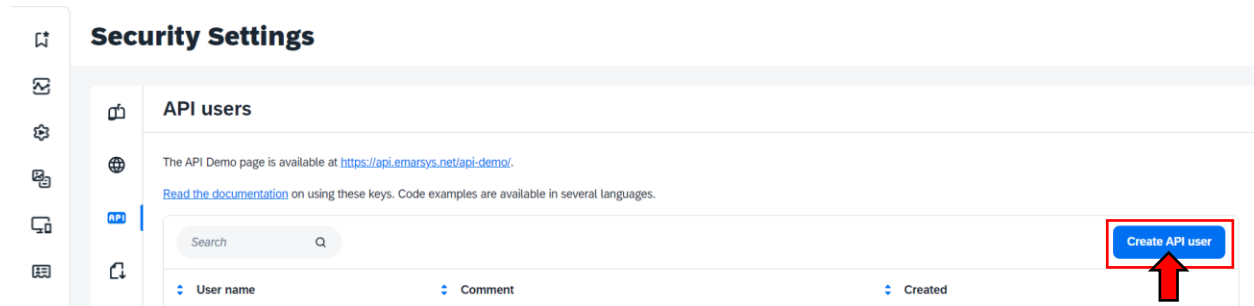 Security Settings
API users
The API Demo page is available at https://api.emarsys.net/api-demo/.
Read the documentation on using these keys. Code examples are available in several languages.
API
Search
Create API user
User name Comment Created